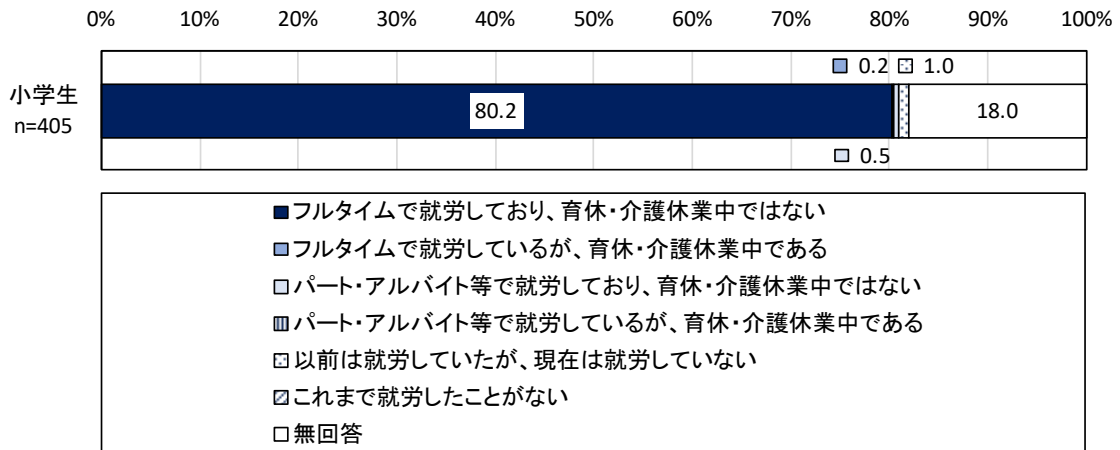 0% 10% 20% 30% 40% 50% 60% 70% 80% 90% 100%
0.2 1.0
小学生
n=405
80.2 18.0
0.5
フルタイムで就労しており、育休・介護休業中ではない
フルタイムで就労しているが、育休・介護休業中である
パート・アルバイト等で就労しており、育休・介護休業中ではない
パート・アルバイト等で就労しているが、育休・介護休業中である
以前は就労していたが、現在は就労していない
これまで就労したことがない
無回答